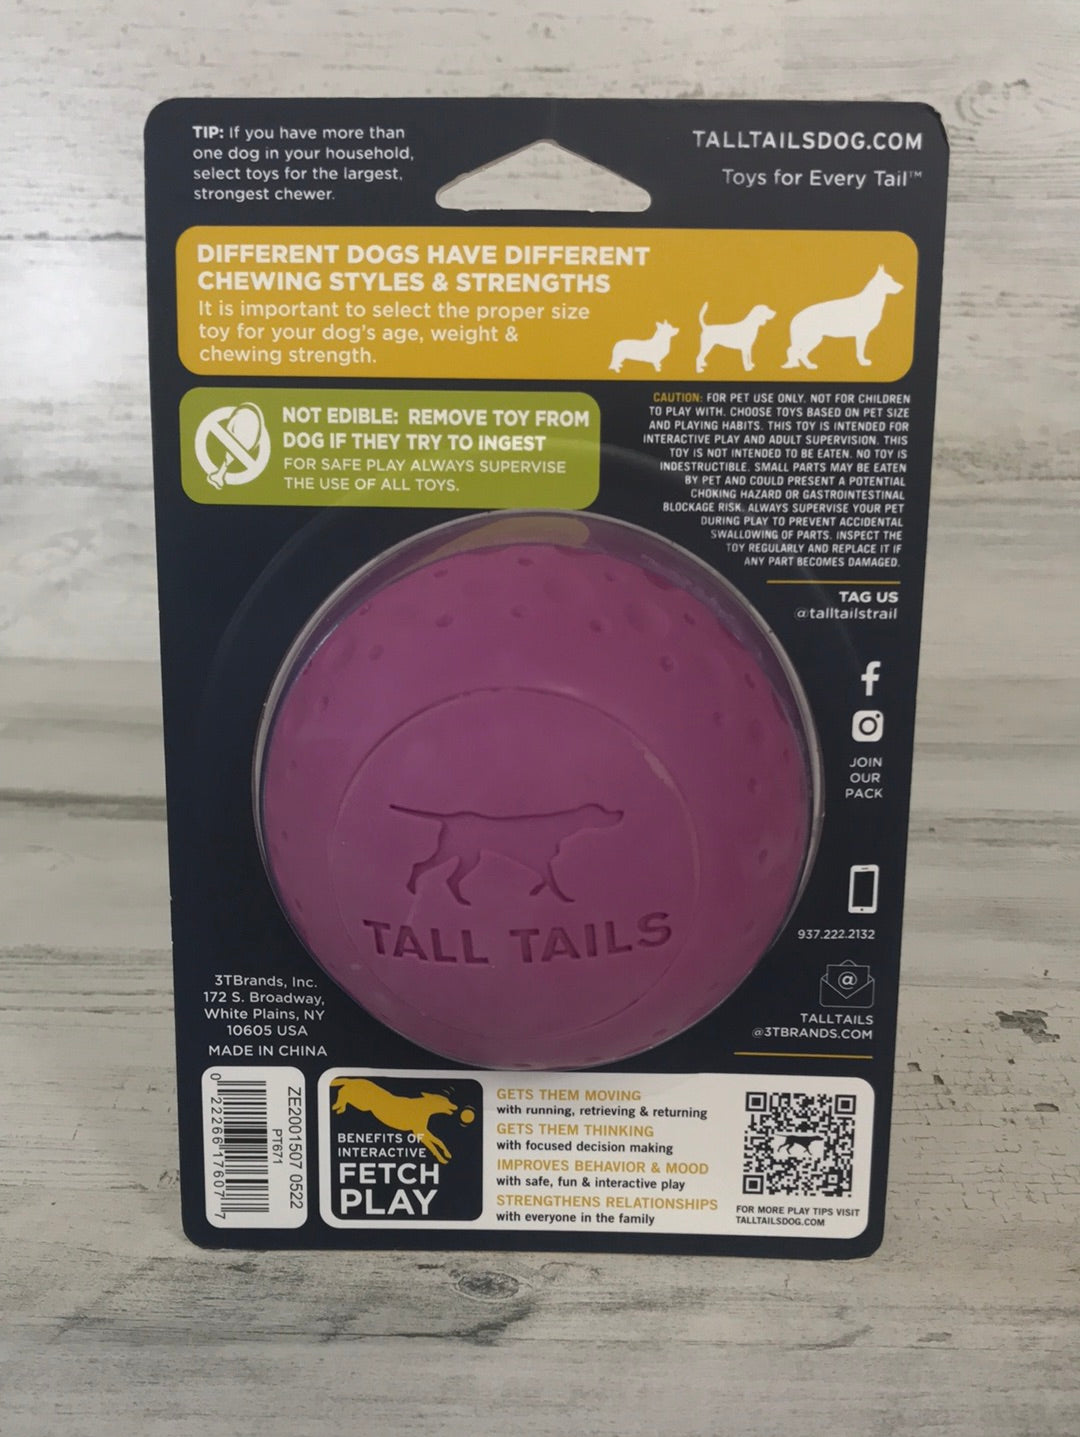 TIP: If you have more than
one dog in your household,
select toys for the largest,
strongest chewer.
TALLTAILSDOG.COM
Toys for Every Tail™
DIFFERENT DOGS HAVE DIFFERENT
CHEWING STYLES & STRENGTHS
It is important to select the proper size
toy for your dog's age, weight &
chewing strength.
NOT EDIBLE: REMOVE TOY FROM
DOG IF THEY TRY TO INGEST
FOR SAFE PLAY ALWAYS SUPERVISE
THE USE OF ALL TOYS.
CAUTION: FOR PET USE ONLY. NOT FOR CHILDREN
TO PLAY WITH. CHOOSE TOYS BASED ON PET SIZE
AND PLAYING HABITS. THIS TOY IS INTENDED FOR
INTERACTIVE PLAY AND ADULT SUPERVISION. THIS
TOY IS NOT INTENDED TO BE EATEN. NO TOY IS
INDESTRUCTIBLE. SMALL PARTS MAY BE EATEN
BY PET AND COULD PRESENT A POTENTIAL
CHOKING HAZARD OR GASTROINTESTINAL
BLOCKAGE RISK. ALWAYS SUPERVISE YOUR PET
DURING PLAY TO PREVENT ACCIDENTAL
SWALLOWING OF PARTS. INSPECT THE
TOY REGULARLY AND REPLACE IT IF
ANY PART BECOMES DAMAGED.
TAG US
@talltailstrail
JOIN
OUR
PACK
TALL TAILS
937.222.2132
@
TALLTAILS
@3TBRANDS.COM
3TBrands, Inc.
172 S. Broadway,
White Plains, NY
10605 USA
MADE IN CHINA
0 22266 17607 7
PT671
ZE2001507 0522
BENEFITS OF
INTERACTIVE
FETCH
PLAY
GETS THEM MOVING
with running, retrieving & returning
GETS THEM THINKING
with focused decision making
IMPROVES BEHAVIOR & MOOD
with safe, fun & interactive play
STRENGTHENS RELATIONSHIPS
with everyone in the family
FOR MORE PLAY TIPS VISIT
TALLTAILSDOG.COM